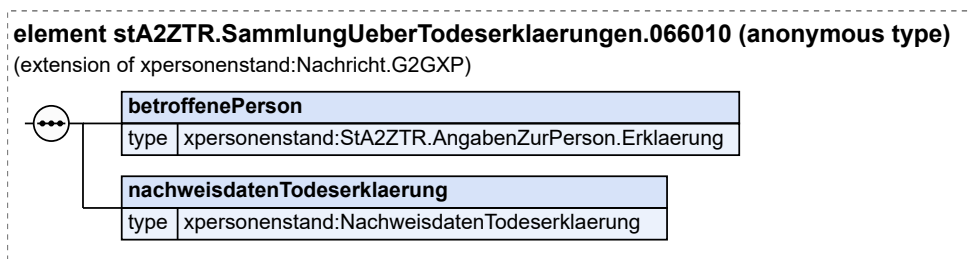 element stA2ZTR.SammlungUeberTodeserklaerungen.066010 (anonymous type)
(extension of xpersonenstand:Nachricht.G2GXP)
betroffenePerson
type xpersonenstand:StA2ZTR.AngabenZurPerson.Erklaerung
nachweisdatenTodeserklaerung
type xpersonenstand:NachweisdatenTodeserklaerung